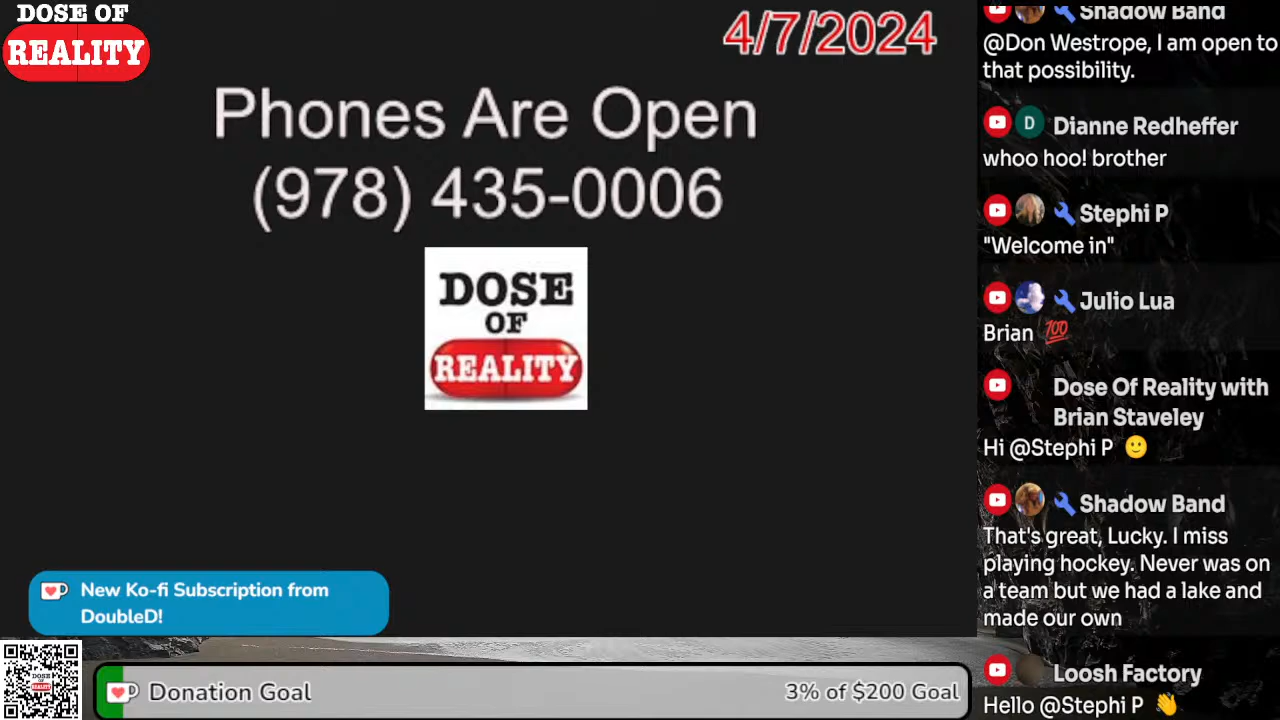 DOSE OF
REALITY
4/7/2024
Phones Are Open
(978) 435-0006
DOSE
OF
REALITY
New Ko-fi Subscription from
DoubleD!
DOSE OF
REALITY
Donation Goal
3% of $200 Goal
Shadow Band
@Don Westrope, I am open to
that possibility.
D
Dianne Redheffer
whoo hoo! brother
Stephi P
"Welcome in"
Julio Lua
Brian 💯
Dose Of Reality with
Brian Staveley
Hi @Stephi P 🙂
Shadow Band
That's great, Lucky. I miss
playing hockey. Never was on
a team but we had a lake and
made our own
Loosh Factory
Hello @Stephi P 👋